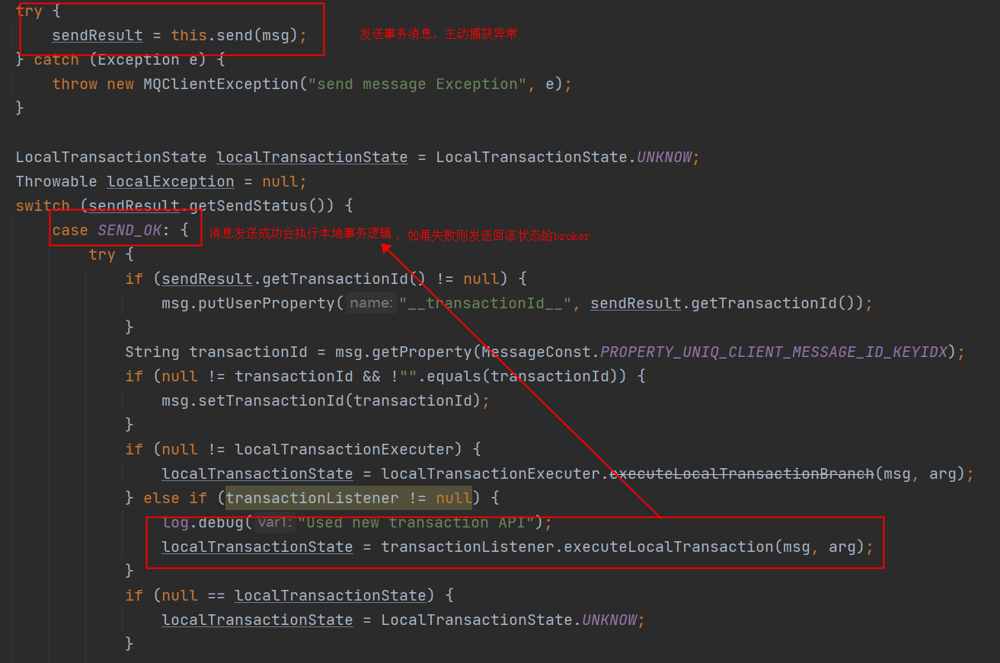 try {
sendResult = this.send(msg); 发送事务消息，主动捕获异常
} catch (Exception e) {
throw new MQClientException("send message Exception", e);
}
LocalTransactionState localTransactionState = LocalTransactionState.UNKNOW;
Throwable localException = null;
switch (sendResult.getSendStatus()) {
case SEND_OK: { 消息发送成功会执行本地事务逻辑，如果失败则发送回滚状态给broker
try {
if (sendResult.getTransactionId() != null) {
msg.putUserProperty( name: "__transactionId__", sendResult.getTransactionId());
}
String transactionId = msg.getProperty(MessageConst.PROPERTY_UNIQ_CLIENT_MESSAGE_ID_KEYIDX);
if (null != transactionId && !"".equals(transactionId)) {
msg.setTransactionId(transactionId);
}
if (null != localTransactionExecuter) {
localTransactionState = localTransactionExecuter.executeLocalTransactionBranch(msg, arg);
} else if (transactionListener != null) {
log.debug( var1: "Used new transaction API");
localTransactionState = transactionListener.executeLocalTransaction(msg, arg);
}
if (null == localTransactionState) {
localTransactionState = LocalTransactionState.UNKNOW;
}